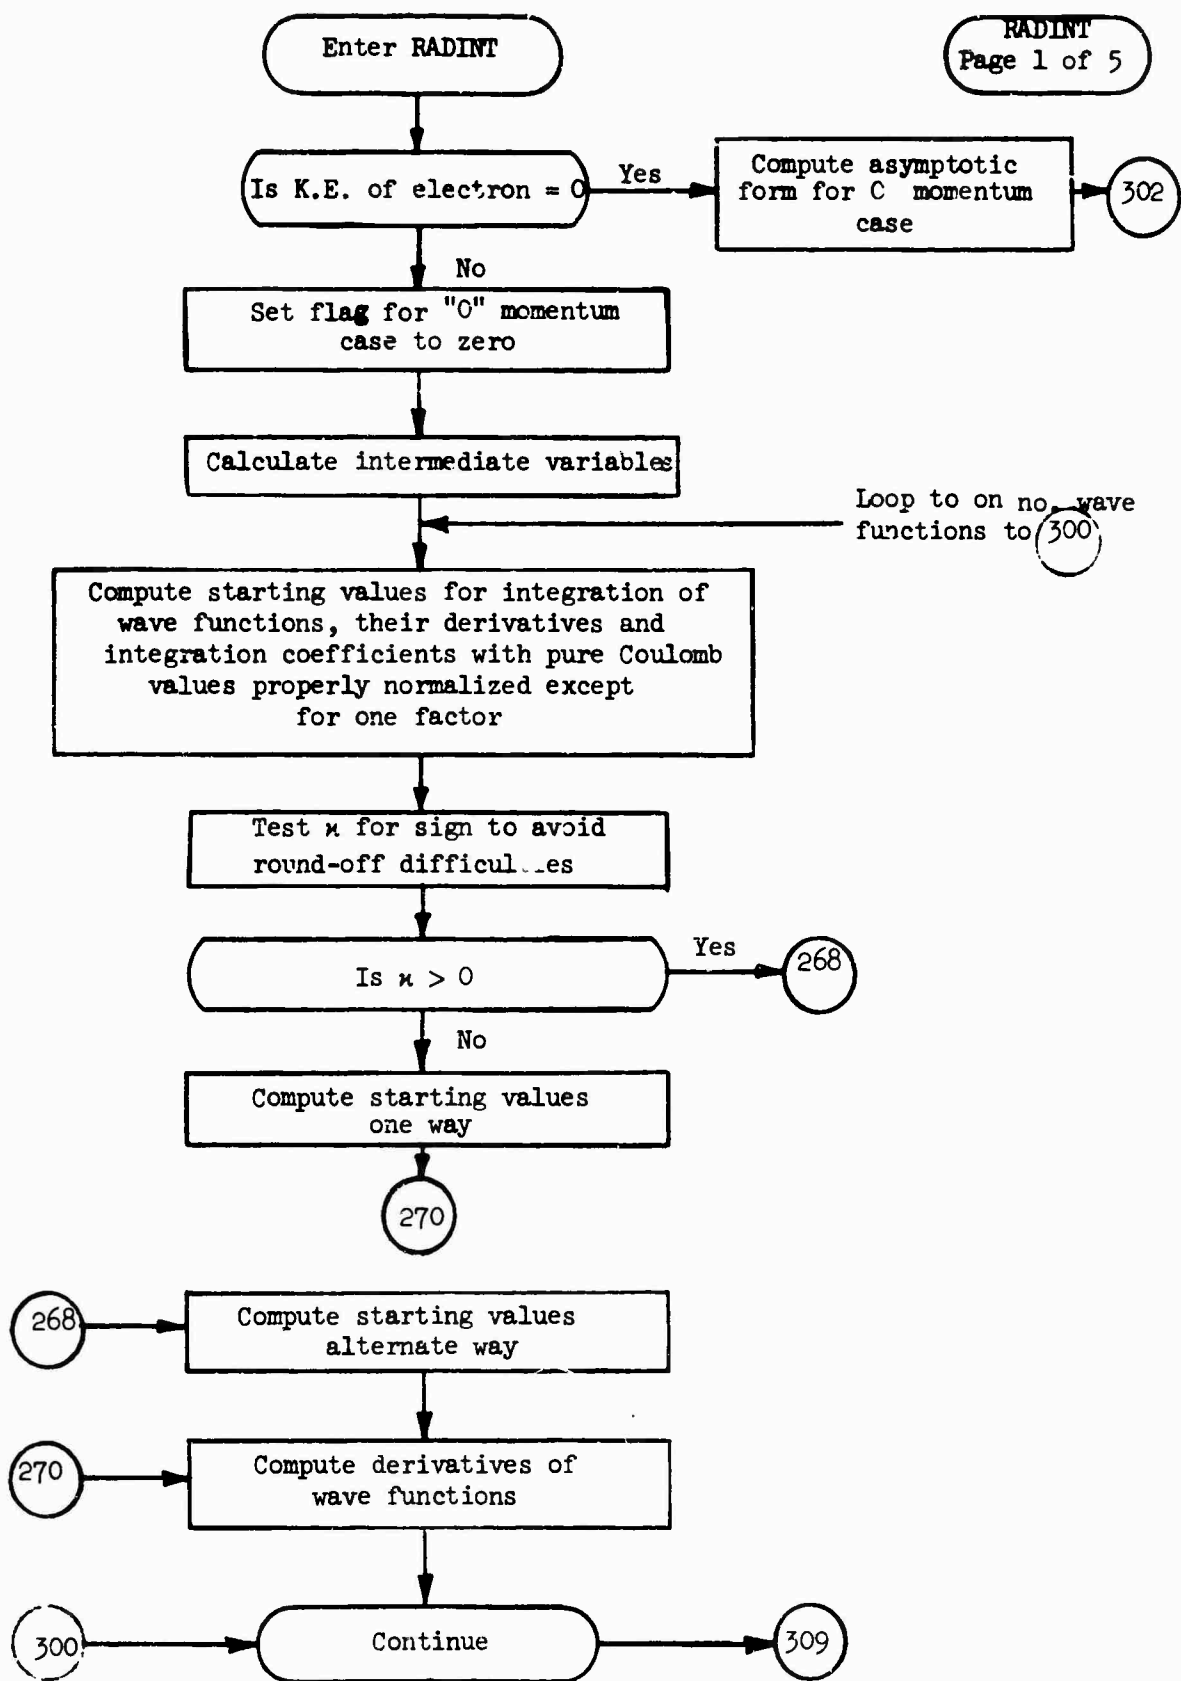 Enter RADINT
RADINT
Page 1 of 5
Is K.E. of electron = 0
Yes
Compute asymptotic
form for C momentum
case
302
No
Set flag for "0" momentum
case to zero
Calculate intermediate variables
Loop to on no. wave
functions to 300
Compute starting values for integration of
wave functions, their derivatives and
integration coefficients with pure Coulomb
values properly normalized except
for one factor
Test ϰ for sign to avoid
round-off
Is ϰ > 0
Yes
268
No
Compute starting values
one way
270
268
Compute starting values
alternate way
270
Compute derivatives of
wave functions
300
Continue
309